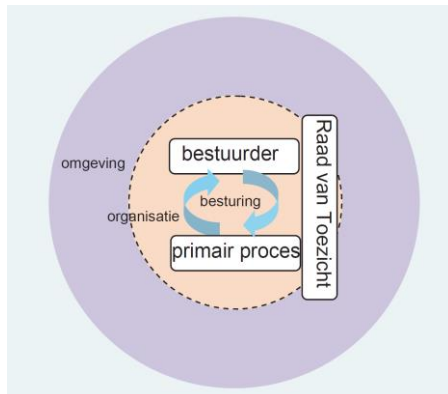 bestuurder
Raad van Toezicht
omgeving
besturing
organisatie
primair proces